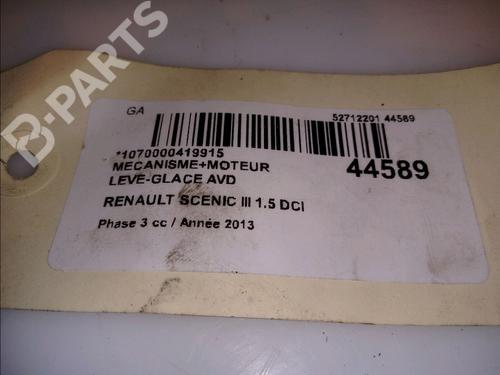 B-PARTS
GA
52712201 44589
*1070000419915
44589
MECANISME+MOTEUR
LEVE-GLACE AVD
RENAULT SCENIC III 1.5 DCI
Phase 3 cc / Année 2013